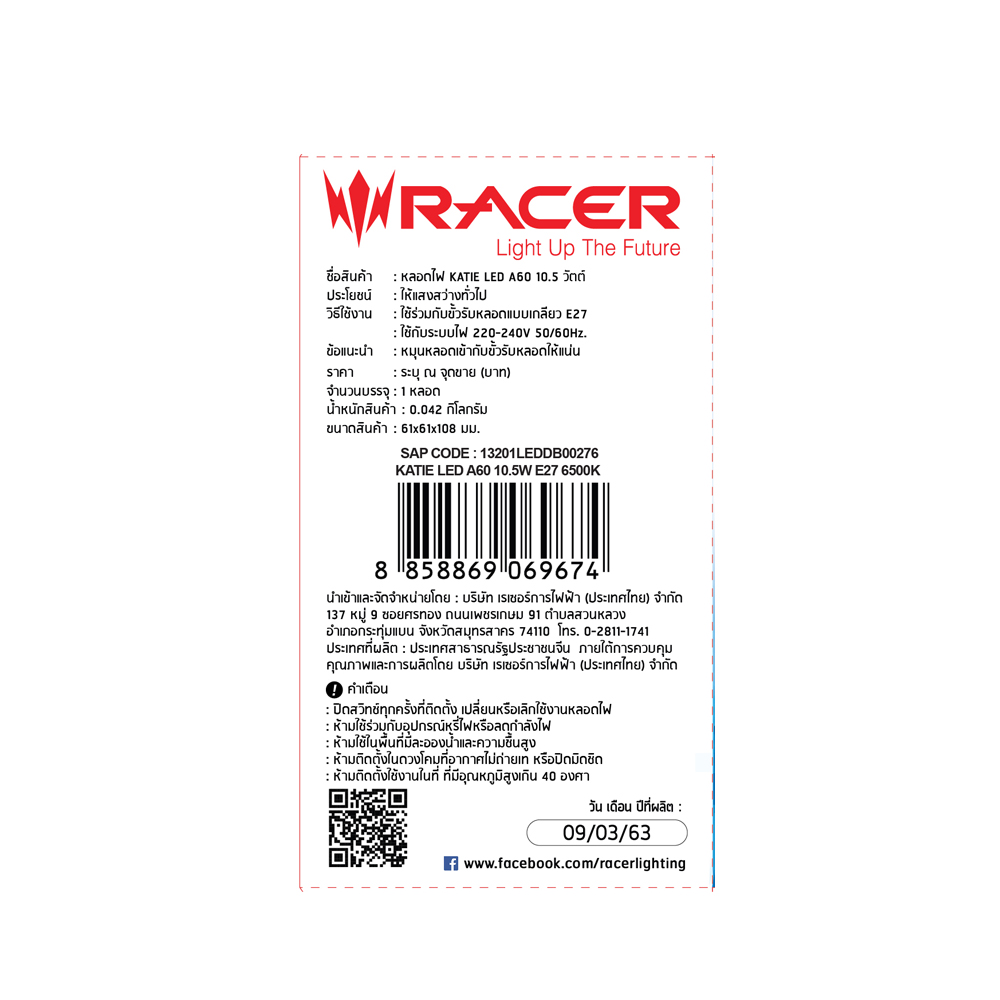 RACER
Light Up The Future
ชื่อสินค้า : หลอดไฟ KATIE LED A60 10.5 วัตต์
ประโยชน์ : ให้แสงสว่างทั่วไป
วิธีใช้งาน : ใช้ร่วมกับขั้วรับหลอดแบบเกลียว E27
: ใช้กับระบบไฟ 220-240V 50/60Hz.
ข้อแนะนำ : หมุนหลอดเข้ากับขั้วรับหลอดให้แน่น
ราคา : ระบุ ณ จุดขาย (บาท)
จำนวนบรรจุ : 1 หลอด
น้ำหนักสินค้า : 0.042 กิโลกรัม
ขนาดสินค้า : 61x61x108 มม.
SAP CODE : 13201LEDDB00276
KATIE LED A60 10.5W E27 6500K
8 858869 069674
นำเข้าและจัดจำหน่ายโดย : บริษัท เรเซอร์การไฟฟ้า (ประเทศไทย) จำกัด
137 หมู่ 9 ซอยศรทอง ถนนเพชรเกษม 91 ตำบลสวนหลวง
อำเภอกระทุ่มแบน จังหวัดสมุทรสาคร 74110 โทร. 0-2811-1741
ประเทศที่ผลิต : ประเทศสาธารณรัฐประชาชนจีน ภายใต้การควบคุม
คุณภาพและการผลิตโดย บริษัท เรเซอร์การไฟฟ้า (ประเทศไทย) จำกัด
! คำเตือน
: ปิดสวิทช์ทุกครั้งที่ติดตั้ง เปลี่ยนหรือเลิกใช้งานหลอดไฟ
: ห้ามใช้ร่วมกับอุปกรณ์หรี่ไฟหรือลดกำลังไฟ
: ห้ามใช้ในพื้นที่มีละอองน้ำและความชื้นสูง
: ห้ามติดตั้งในดวงโคมที่อากาศไม่ถ่ายเท หรือปิดมิดชิด
: ห้ามติดตั้งใช้งานในที่ ที่มีอุณหภูมิสูงเกิน 40 องศา
วัน เดือน ปีที่ผลิต :
09/03/63
f www.facebook.com/racerlighting